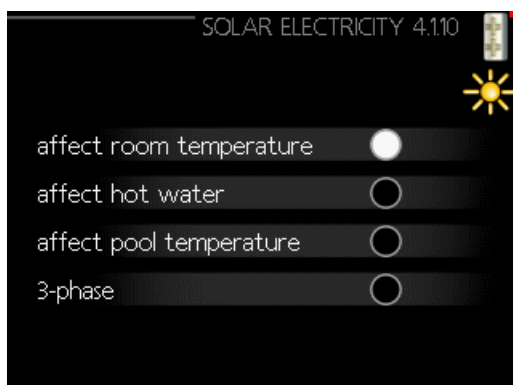 SOLAR ELECTRICITY 4.1.10
affect room temperature
affect hot water
affect pool temperature
3-phase